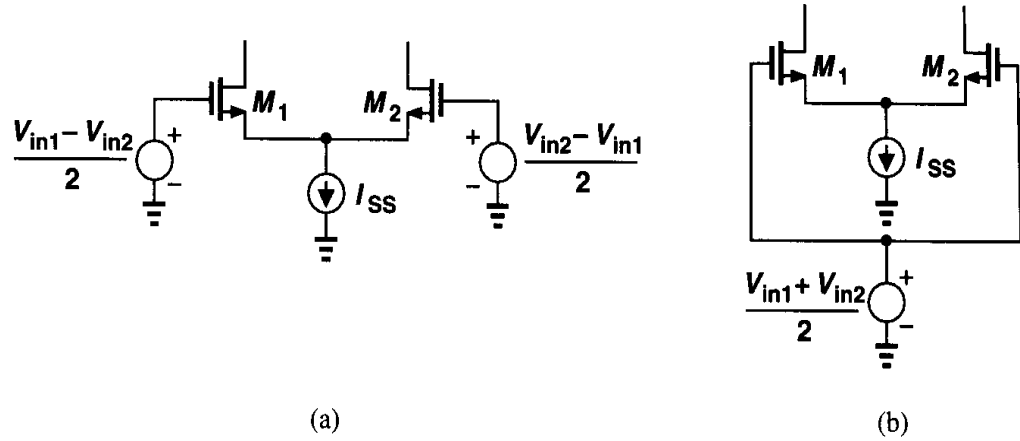 M1
M2
Vin1 – Vin2
2
+
–
+
–
Vin2 – Vin1
2
ISS
(a)
M1
M2
ISS
Vin1 + Vin2
2
+
–
(b)